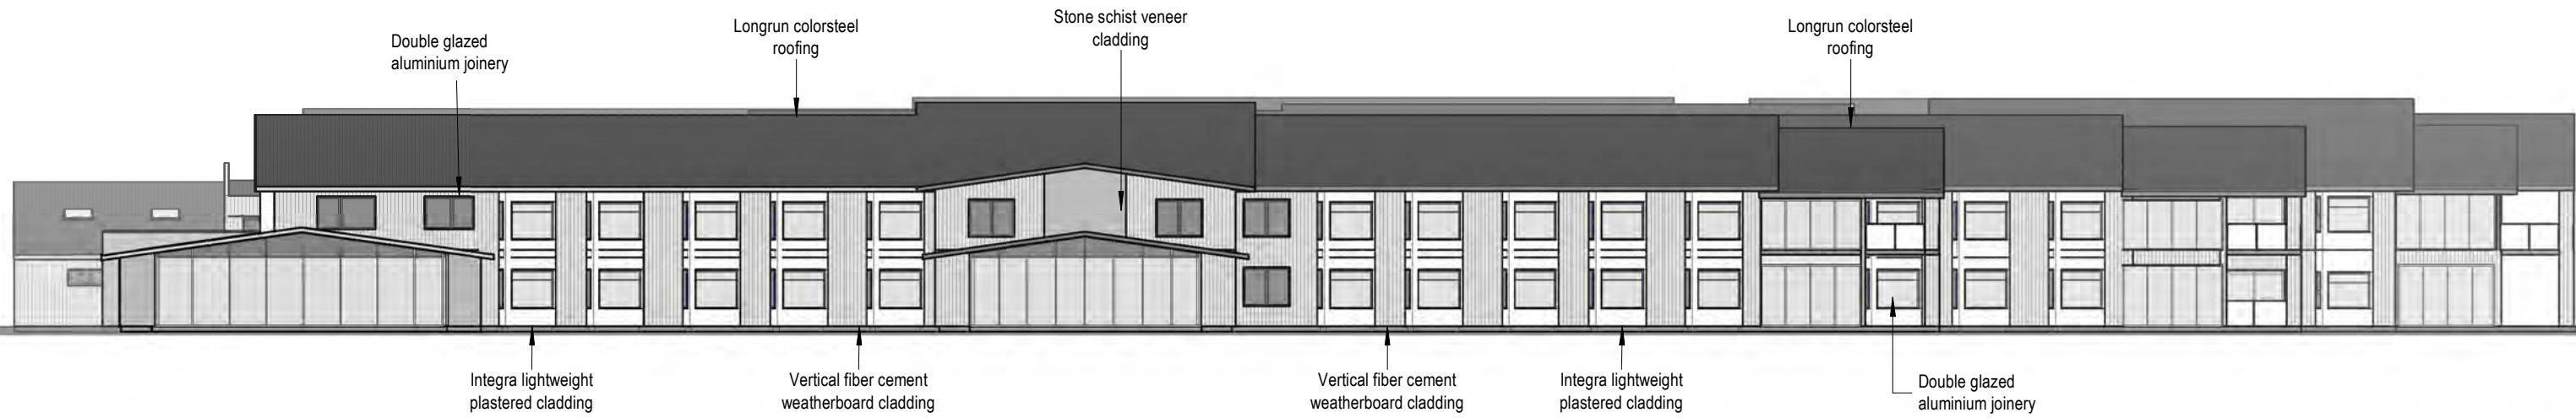 Double glazed
aluminium joinery
Longrun colorsteel
roofing
Stone schist veneer
cladding
Longrun colorsteel
roofing
Integra lightweight
plastered cladding
Vertical fiber cement
weatherboard cladding
Vertical fiber cement
weatherboard cladding
Integra lightweight
plastered cladding
Double glazed
aluminium joinery